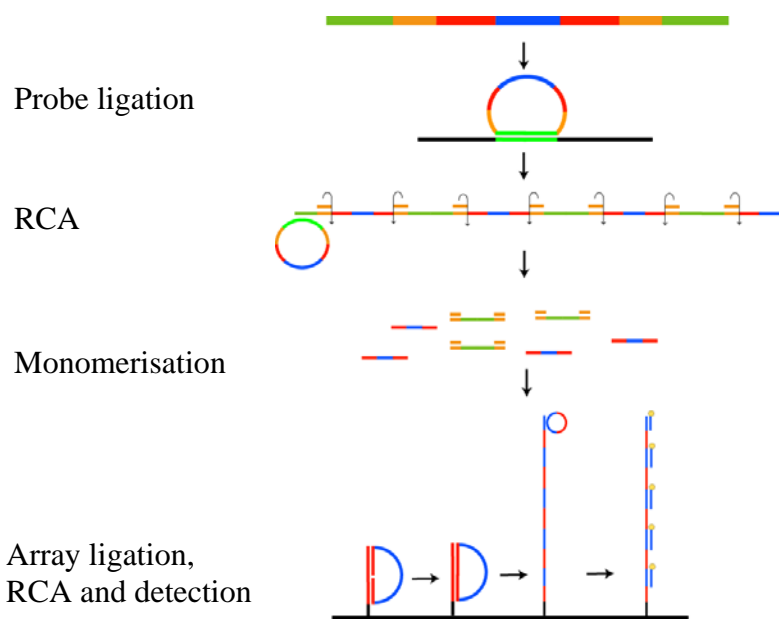 Probe ligation
RCA
Monomerisation
Array ligation,
RCA and detection